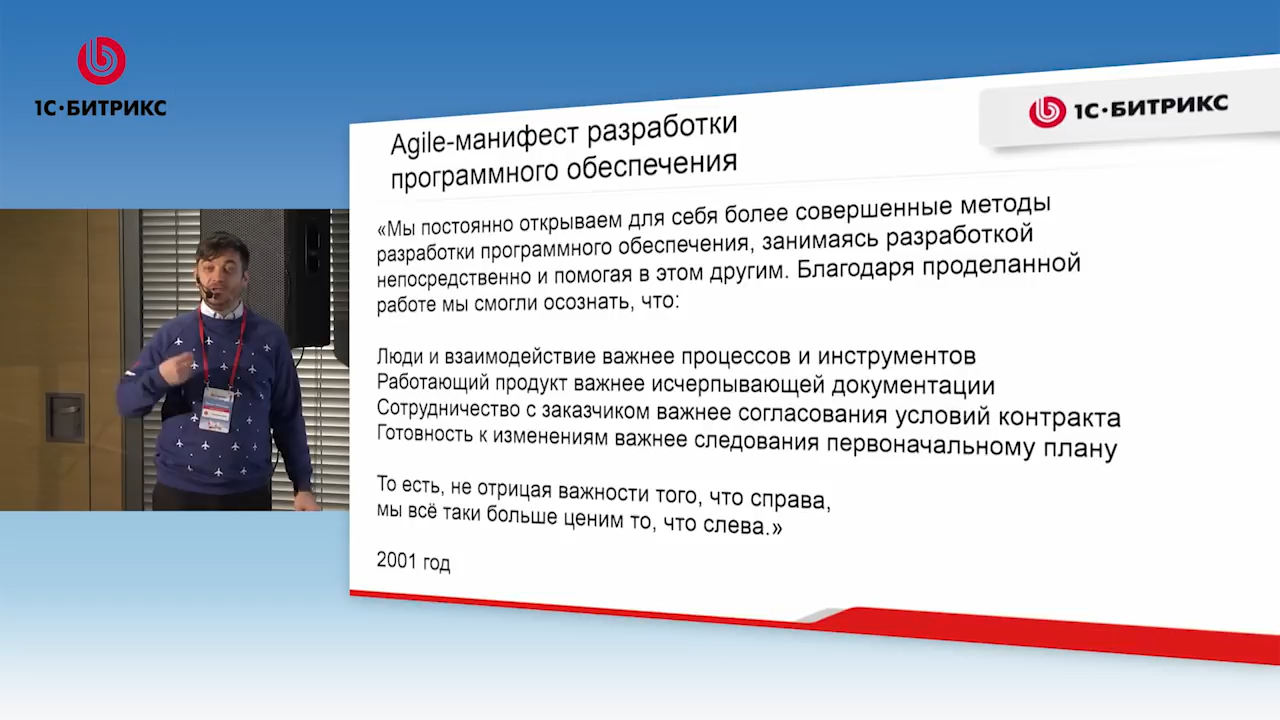 1С·БИТРИКС
1С·БИТРИКС
Agile-манифест разработки
программного обеспечения
«Мы постоянно открываем для себя более совершенные методы
разработки программного обеспечения, занимаясь разработкой
непосредственно и помогая в этом другим. Благодаря проделанной
работе мы смогли осознать, что:
Люди и взаимодействие важнее процессов и инструментов
Работающий продукт важнее исчерпывающей документации
Сотрудничество с заказчиком важнее согласования условий контракта
Готовность к изменениям важнее следования первоначальному плану
То есть, не отрицая важности того, что справа,
мы всё таки больше ценим то, что слева.»
2001 год